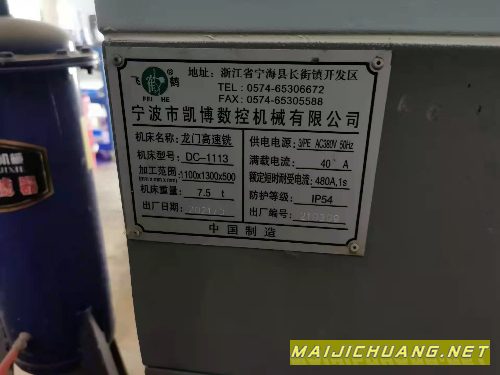 飞鹤®
FEI HE
地址:浙江省宁海县长街镇开发区
TEL : 0574-65306672
FAX : 0574-65305588
宁波市凯博数控机械有限公司
机床名称: 龙门高速铣 供电电源: 3/PE AC380V 50Hz
机床型号: DC-1113 满载电流: 40 A
加工范围: 1100x1300x500 额定短时耐受电流: 480A,1s
机床重量: 7.5 t 防护等级: IP54
出厂日期: 出厂编号:
中国制造
MAIJICHUANG.NET